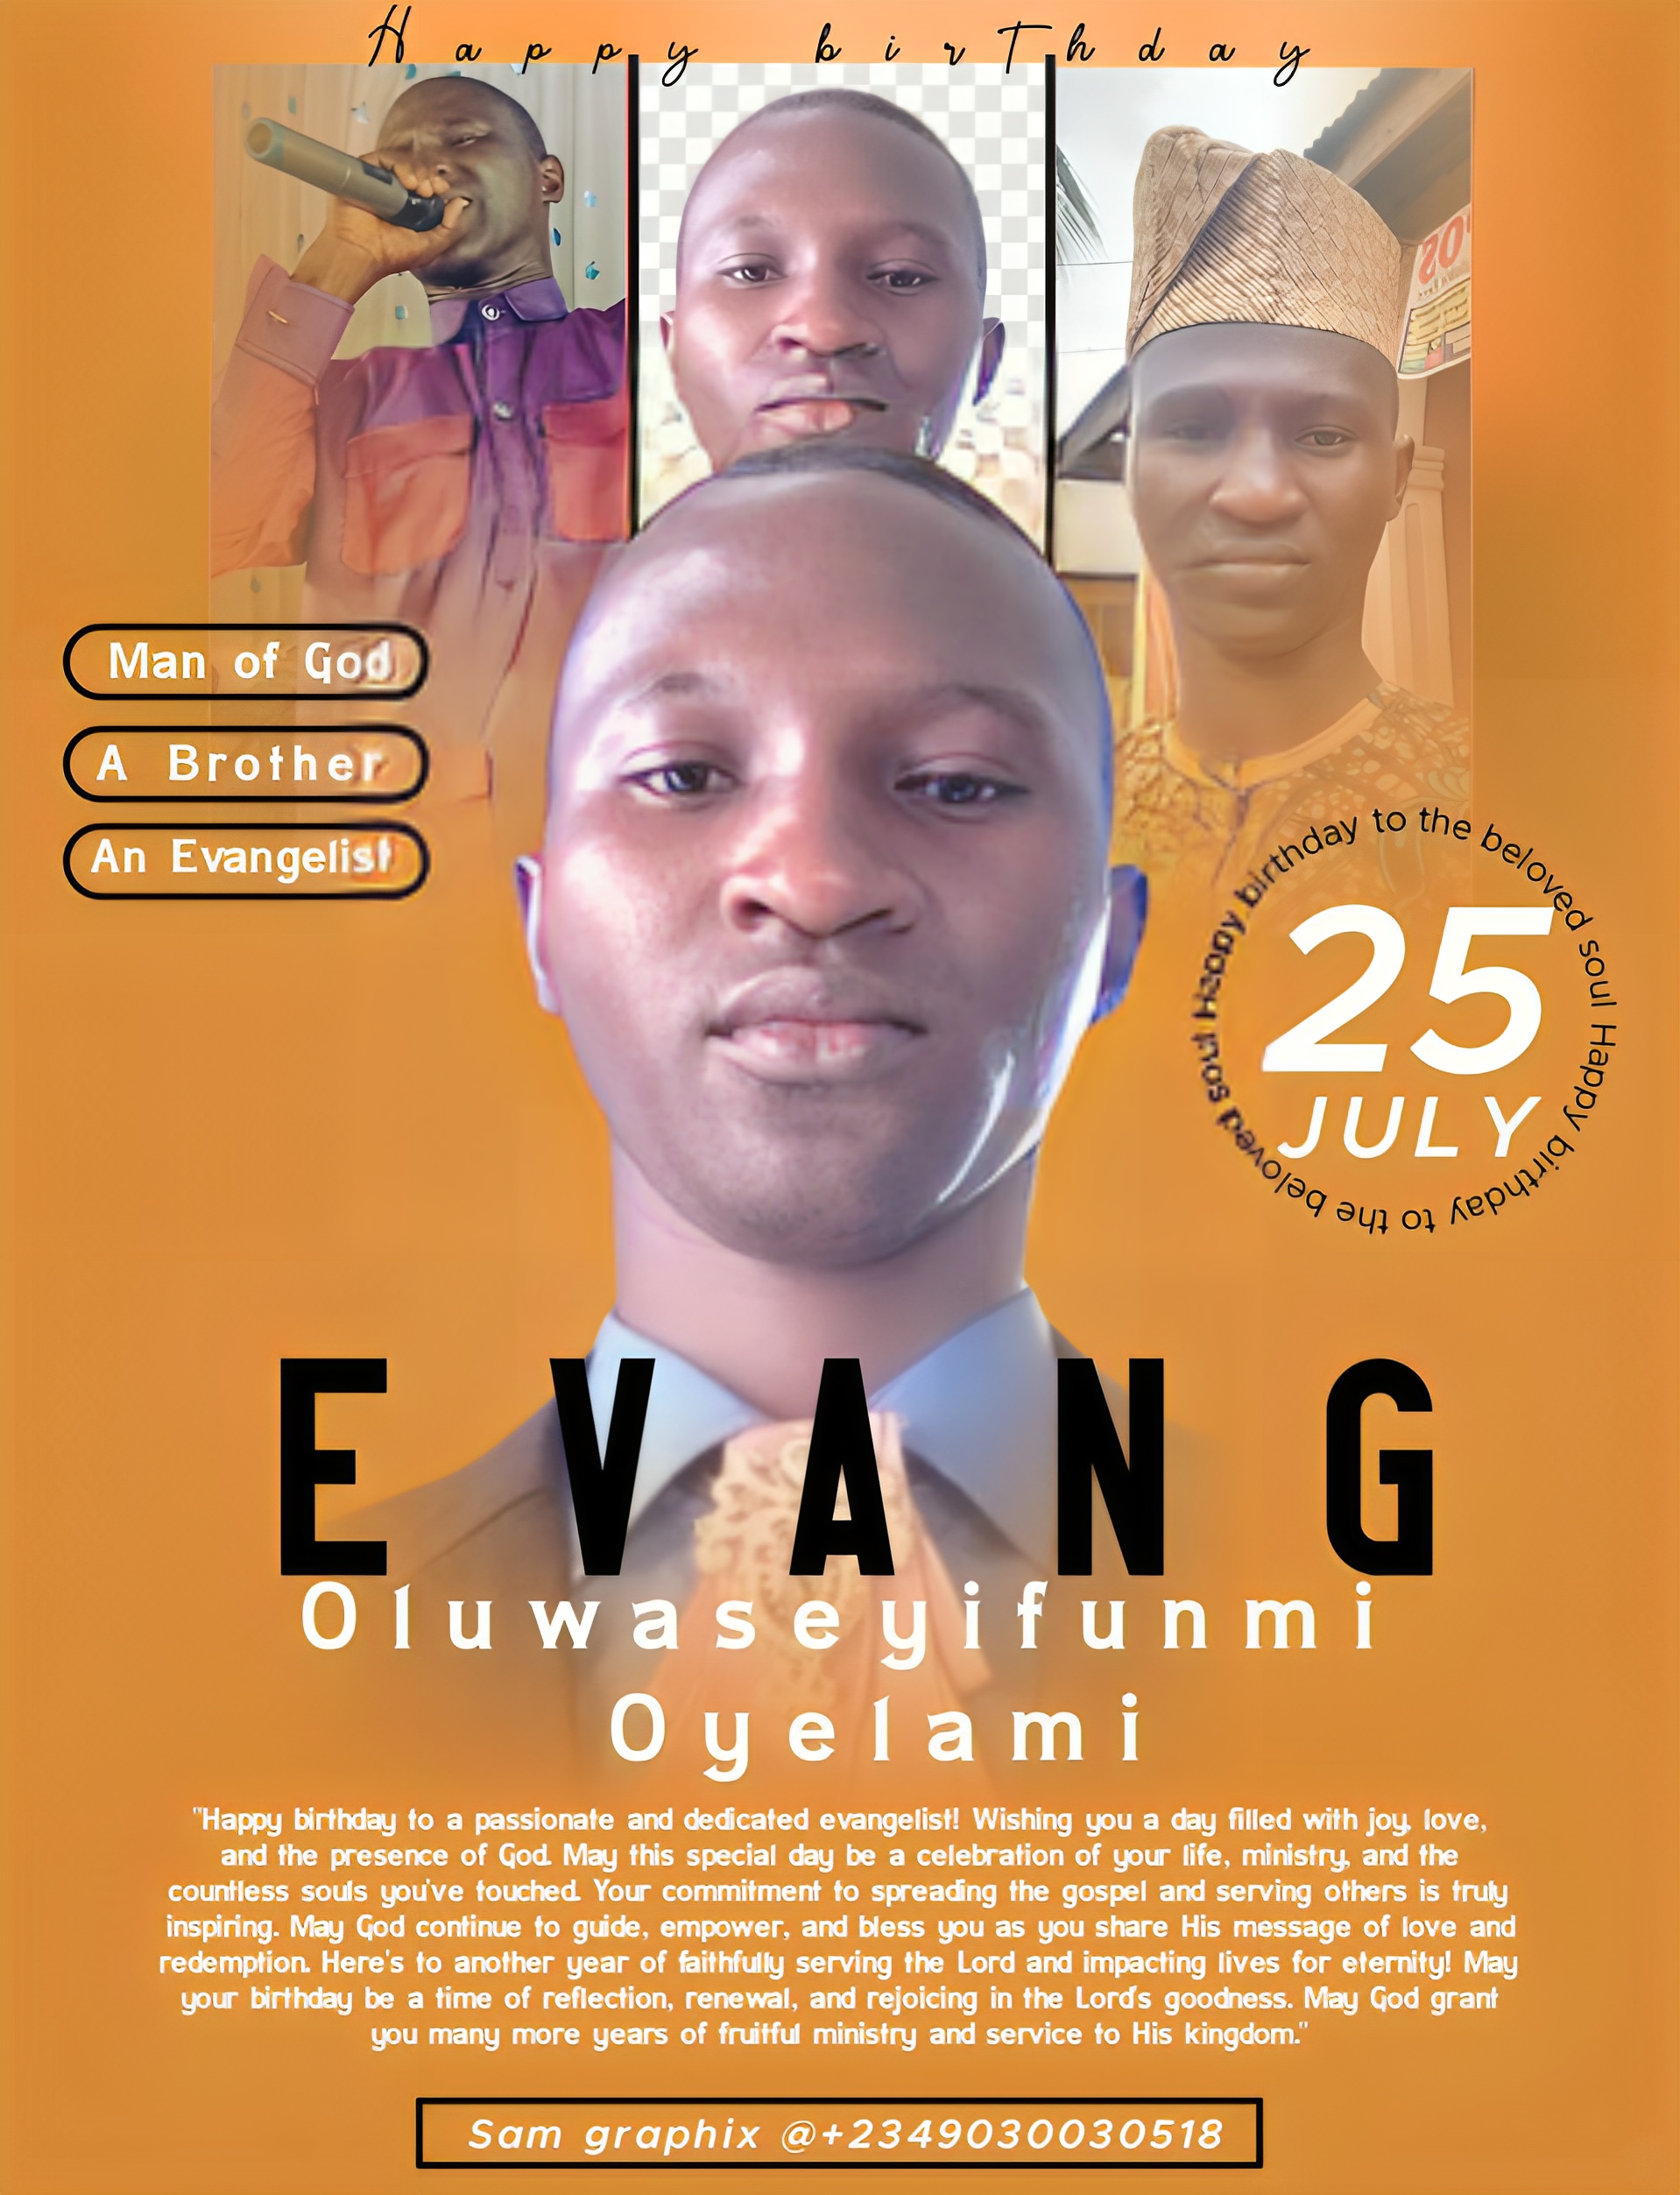 Happy birThday
Man of God
A Brother
An Evangelist
Happy birthday to the beloved soul Happy birthday to the beloved soul
25
JULY
EVANG
Oluwaseyifunmi
Oyelami
"Happy birthday to a passionate and dedicated evangelist! Wishing you a day filled with joy, love,
and the presence of God. May this special day be a celebration of your life, ministry, and the
countless souls you've touched. Your commitment to spreading the gospel and serving others is truly
inspiring. May God continue to guide, empower, and bless you as you share His message of love and
redemption. Here's to another year of faithfully serving the Lord and impacting lives for eternity! May
your birthday be a time of reflection, renewal, and rejoicing in the Lord's goodness. May God grant
you many more years of fruitful ministry and service to His kingdom."
Sam graphix @+2349030030518